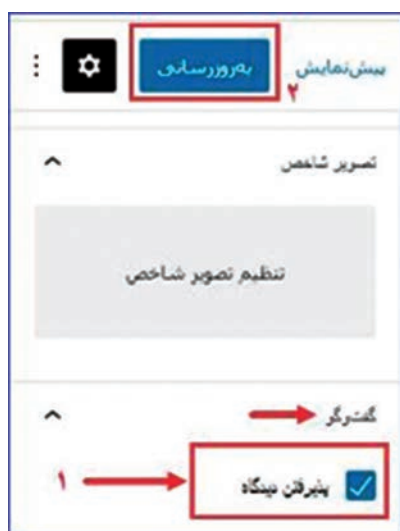 پیش‌نمایش به‌روزرسانی
۲
تصویر شاخص
تنظیم تصویر شاخص
گفت‌وگو
پذیرفتن دیدگاه
۱